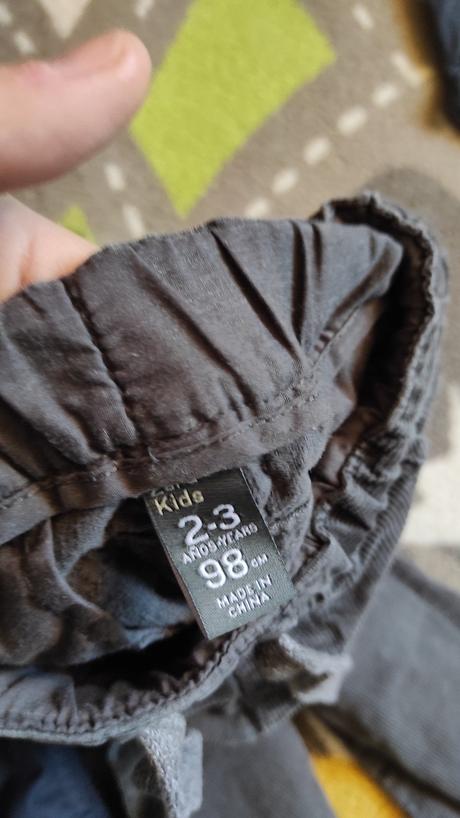 Kids
2-3
AÑOS/YEARS
98 CM
MADE IN
CHINA